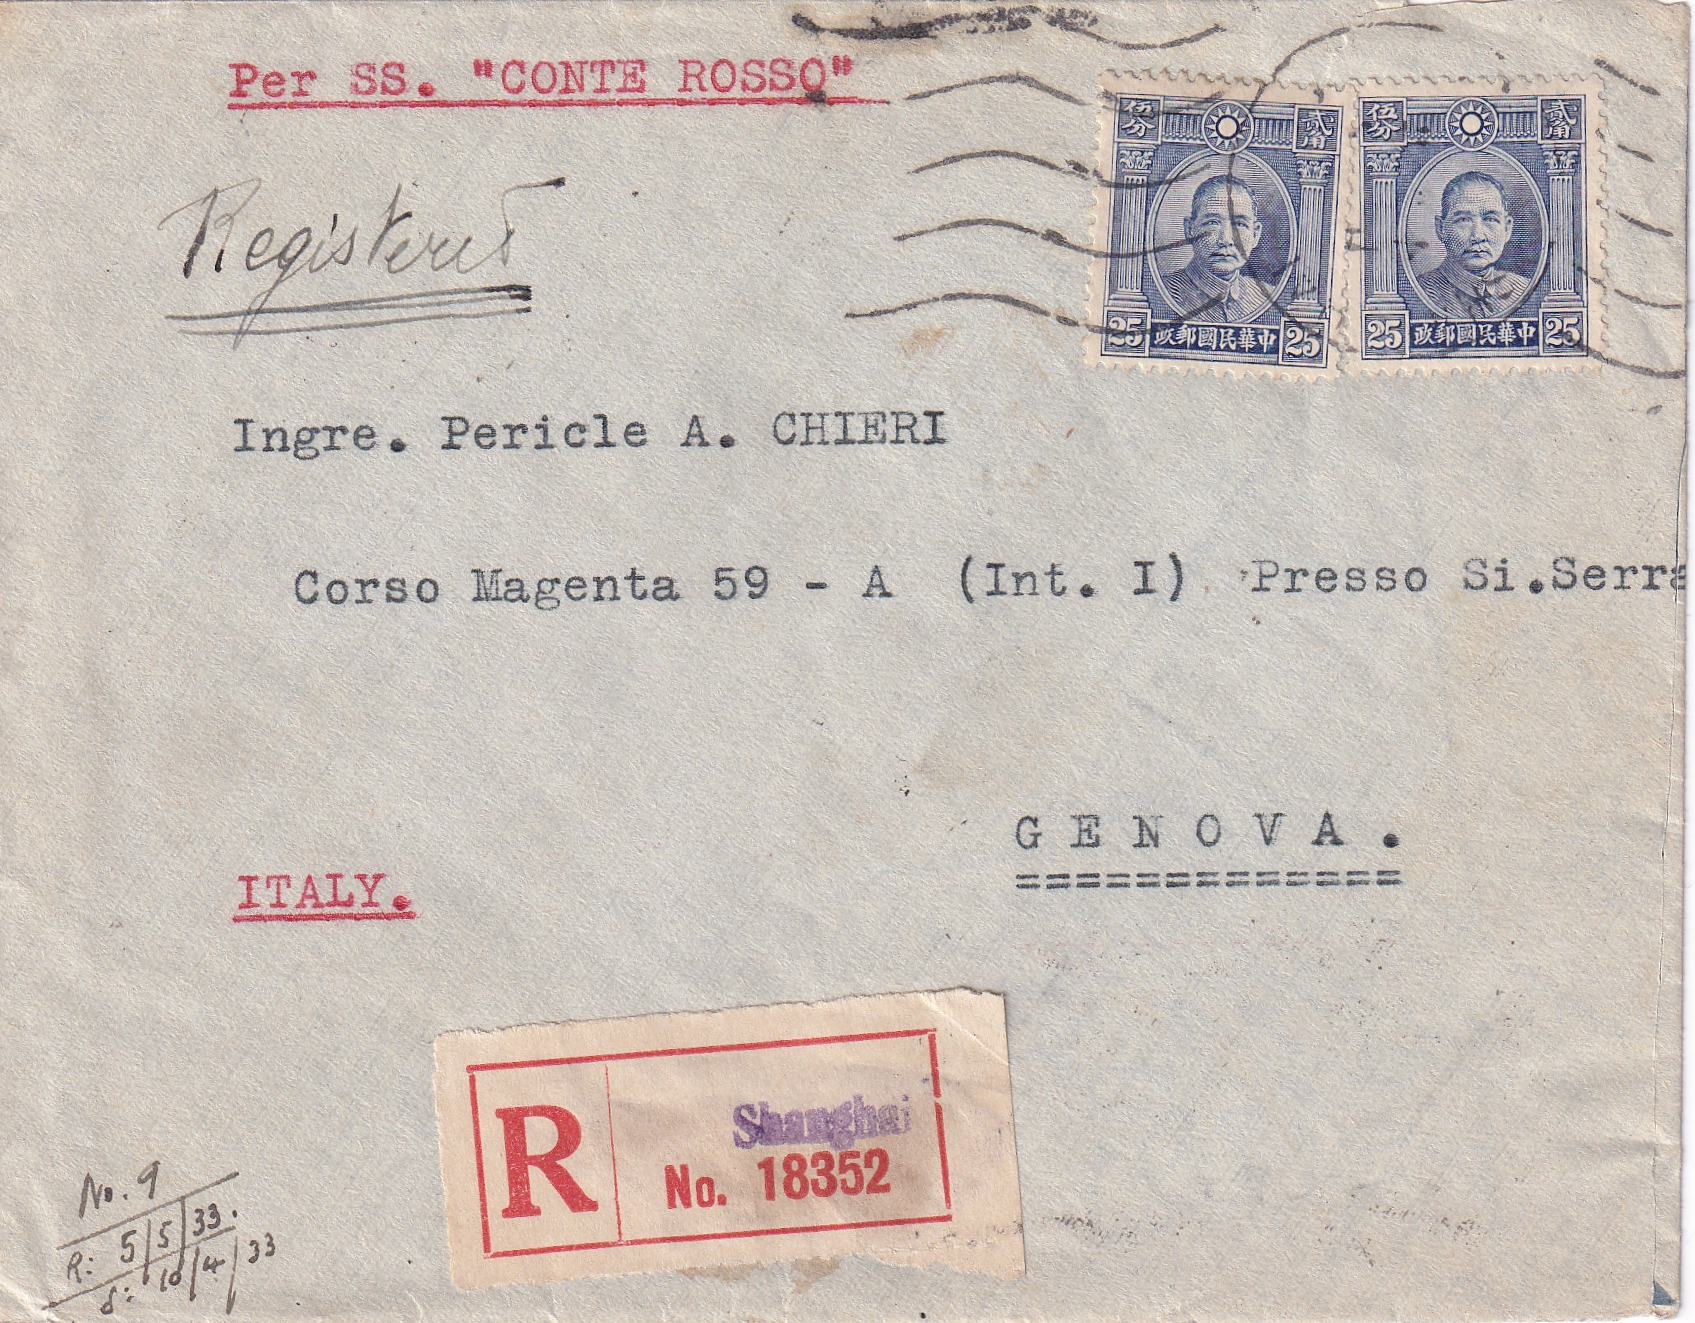 Per SS. "CONTE ROSSO"
Registered
伍分 貳角
25 政郵國民華中 25
伍分 貳角
25 政郵國民華中 25
Ingre. Pericle A. CHIERI
Corso Magenta 59 - A (Int. I) Presso Si.Serra
GENOVA.
ITALY.
R
Shanghai
No. 18352
No. 9
R: 5/5/33.
S: 10/4/33